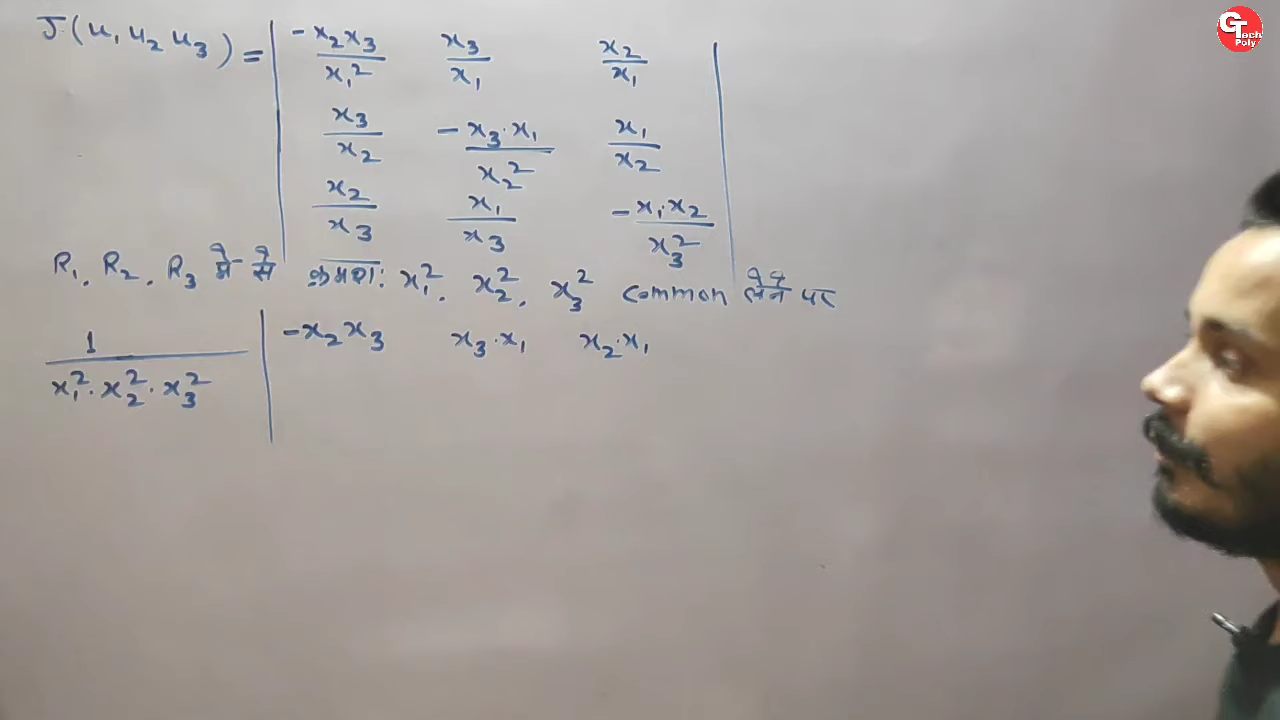 J(u₁ u₂ u₃) = | -x₂x₃/x₁² x₃/x₁ x₂/x₁ |
| x₃/x₂ -x₃·x₁/x₂² x₁/x₂ |
| x₂/x₃ x₁/x₃ -x₁·x₂/x₃² |
R₁, R₂, R₃ में से क्रमशः x₁², x₂², x₃² common लेने पर
1/x₁²·x₂²·x₃² | -x₂x₃ x₃·x₁ x₂·x₁
GTech Poly